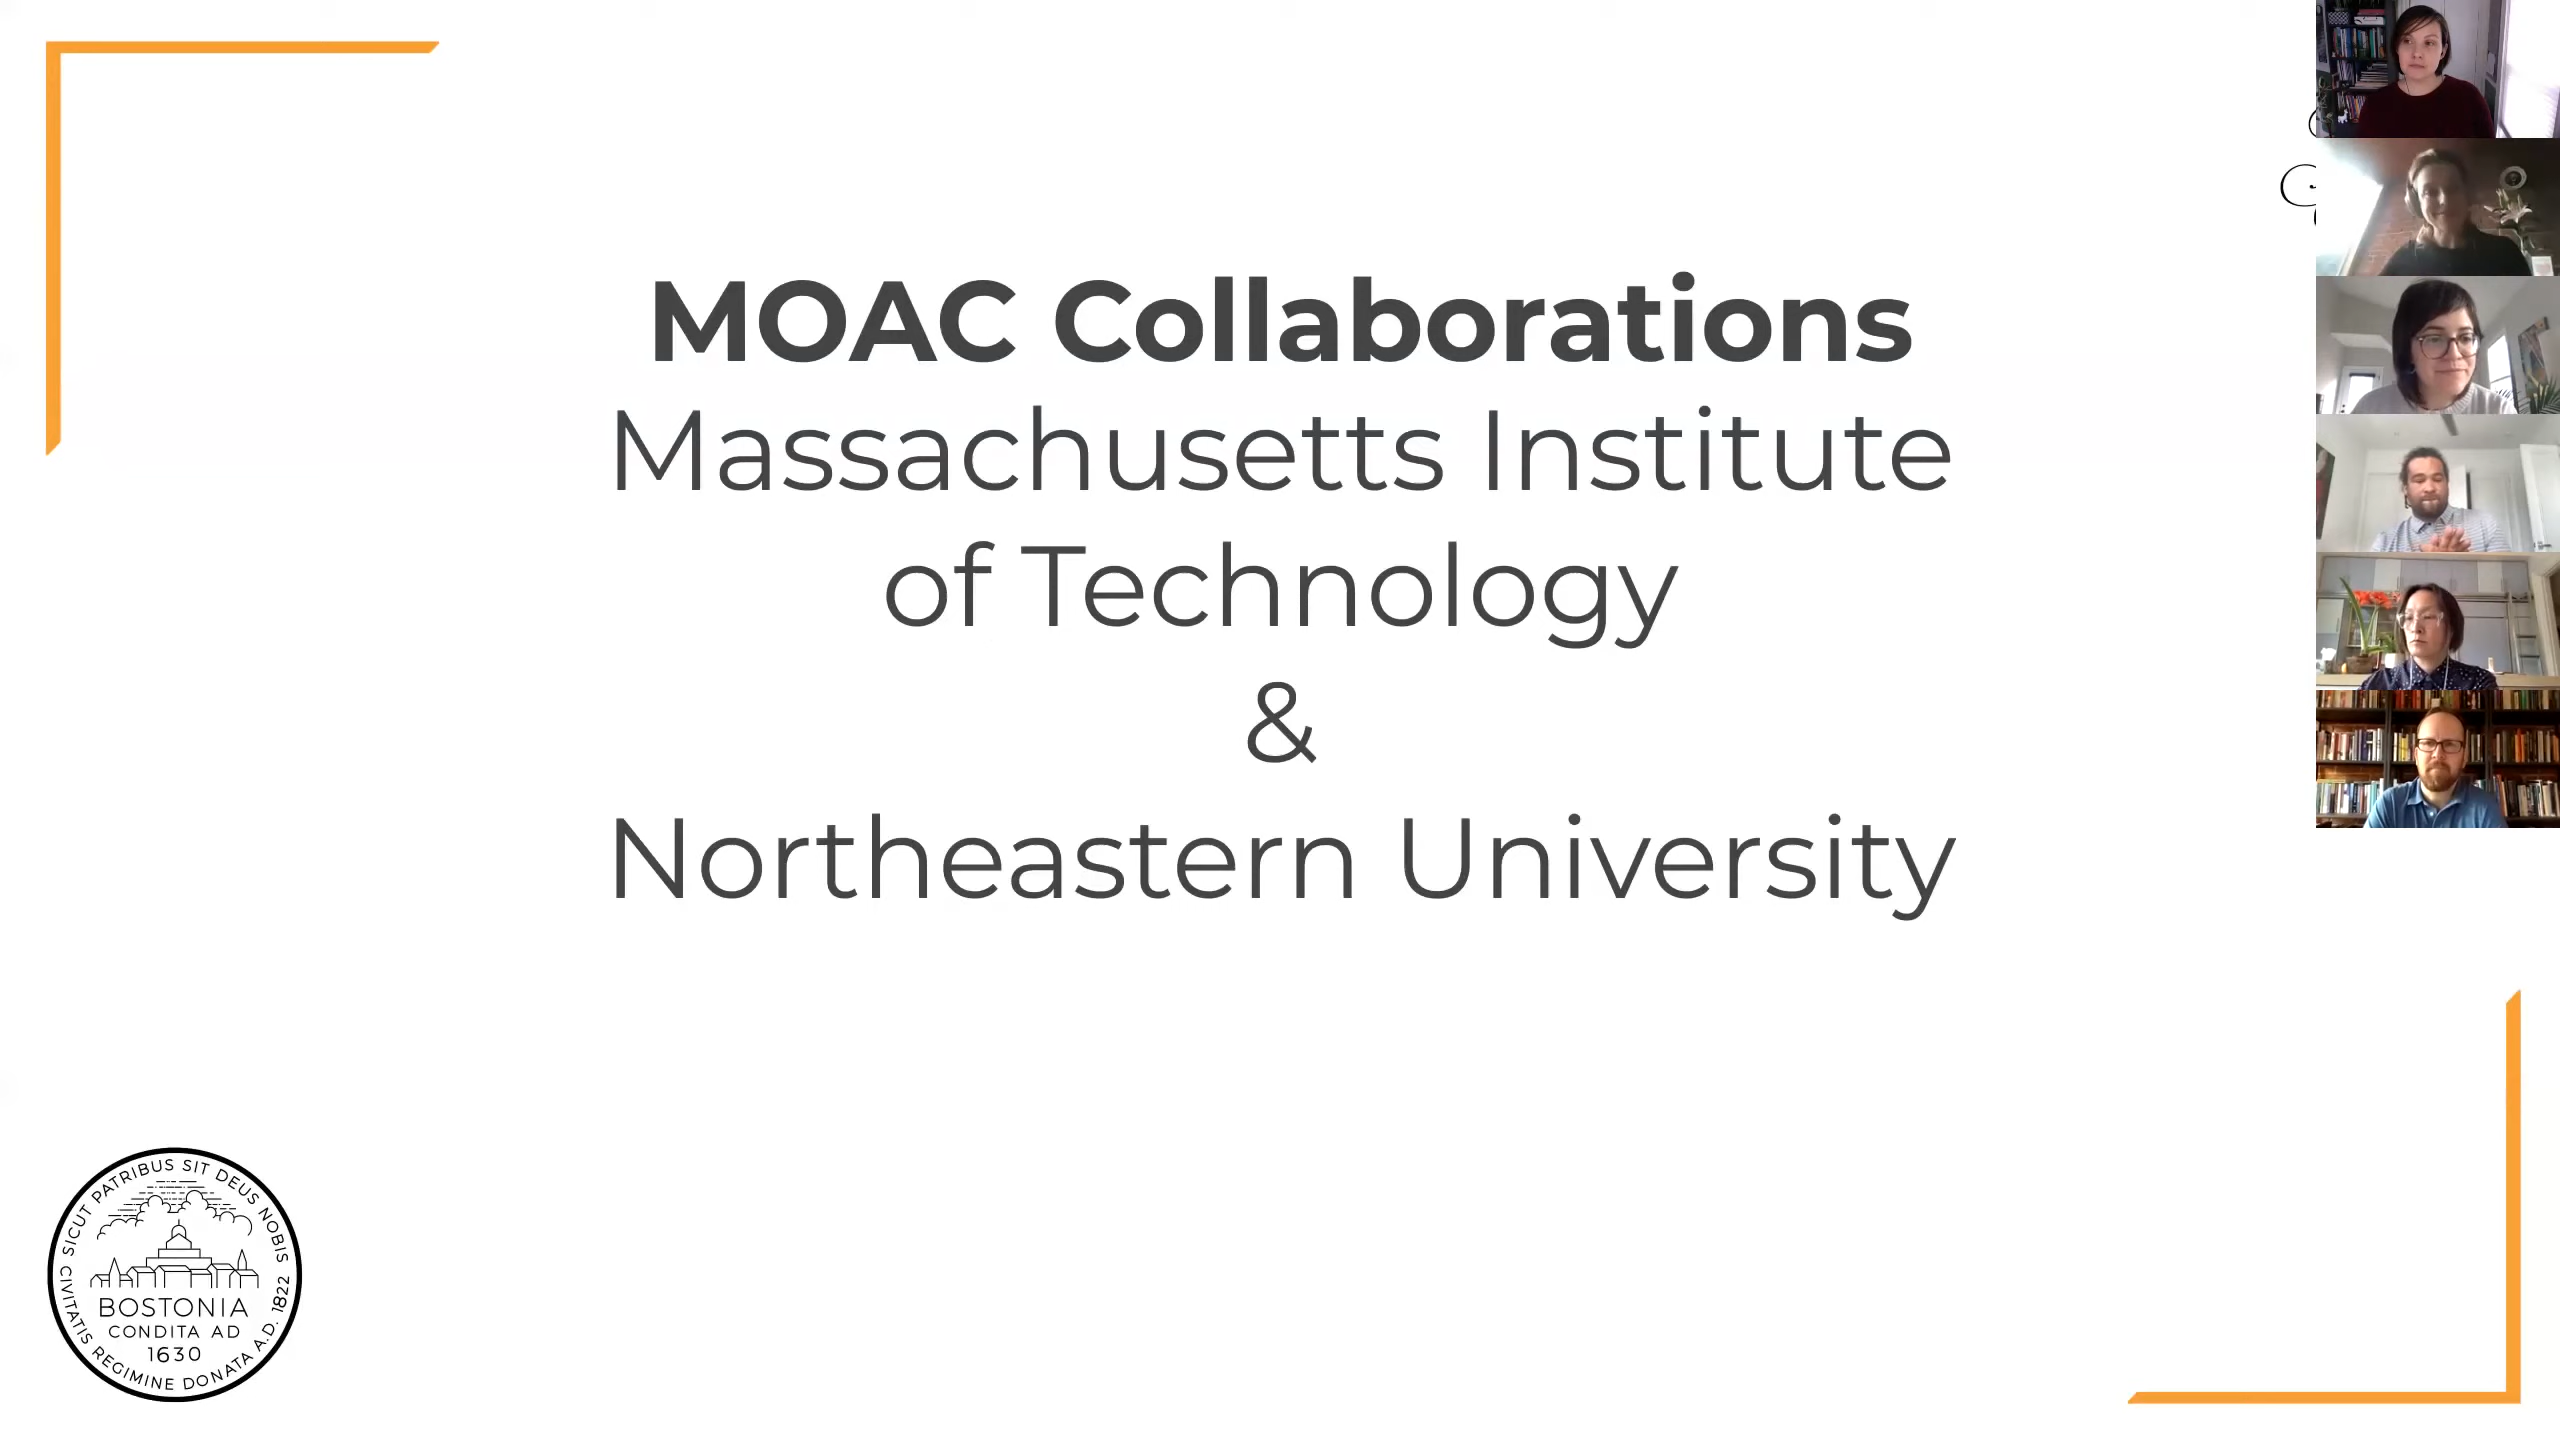 MOAC Collaborations
Massachusetts Institute
of Technology
&
Northeastern University
SICUT PATRIBUS SIT DEUS NOBIS
CIVITATIS REGIMINE DONATA A.D. 1822
BOSTONIA
CONDITA AD
1630